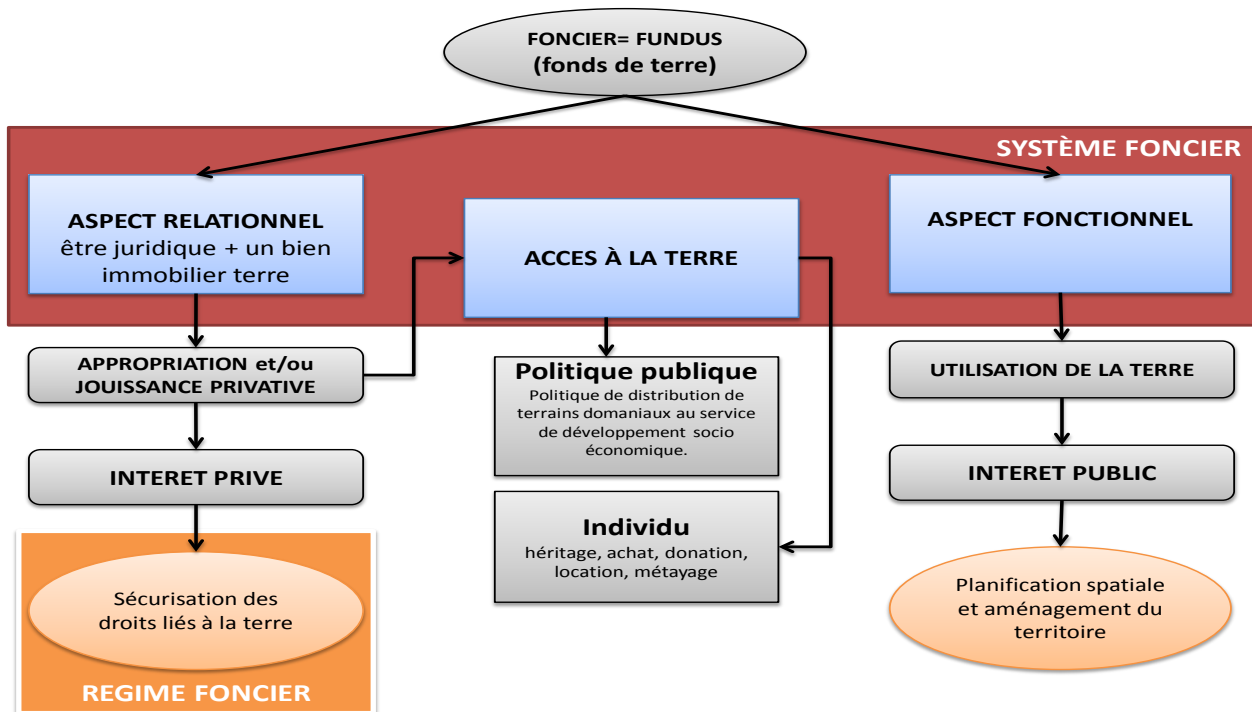 FONCIER= FUNDUS
(fonds de terre)
SYSTÈME FONCIER
ASPECT RELATIONNEL
être juridique + un bien
immobilier terre
ACCES À LA TERRE
ASPECT FONCTIONNEL
APPROPRIATION et/ou
JOUISSANCE PRIVATIVE
Politique publique
Politique de distribution de
terrains domaniaux au service
de développement socio
économique.
UTILISATION DE LA TERRE
INTERET PRIVE
INTERET PUBLIC
Individu
héritage, achat, donation,
location, métayage
Sécurisation des
droits liés à la terre
REGIME FONCIER
Planification spatiale
et aménagement du
territoire